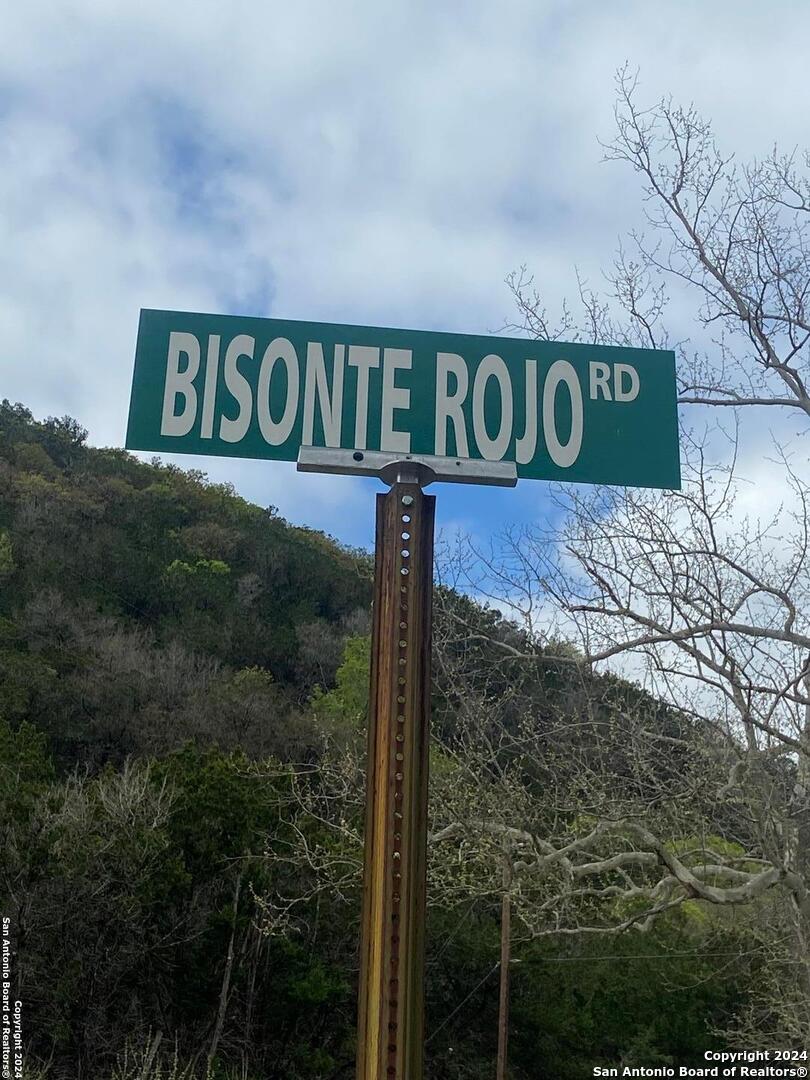 BISONTE ROJO RD
Copyright 2024
San Antonio Board of Realtors®
Copyright 2024
San Antonio Board of Realtors®